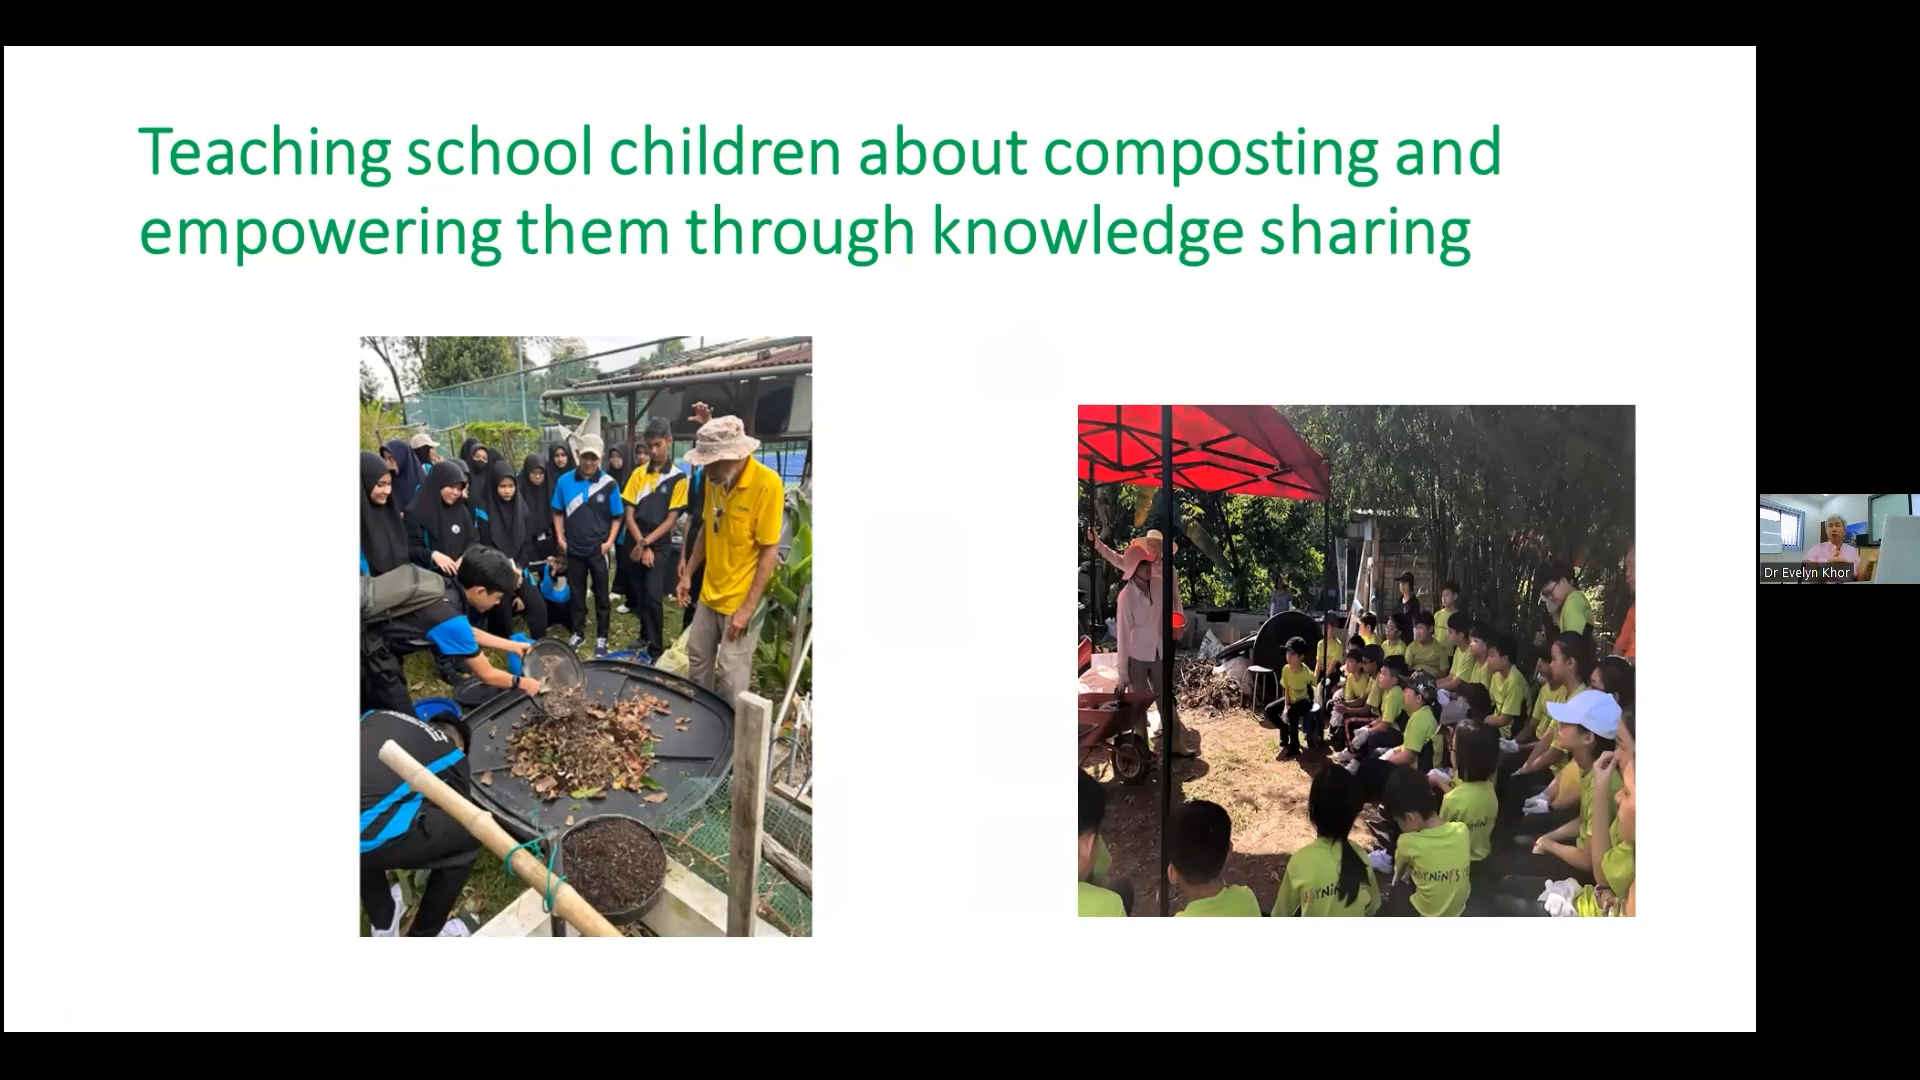 Teaching school children about composting and
empowering them through knowledge sharing
Dr Evelyn Khor